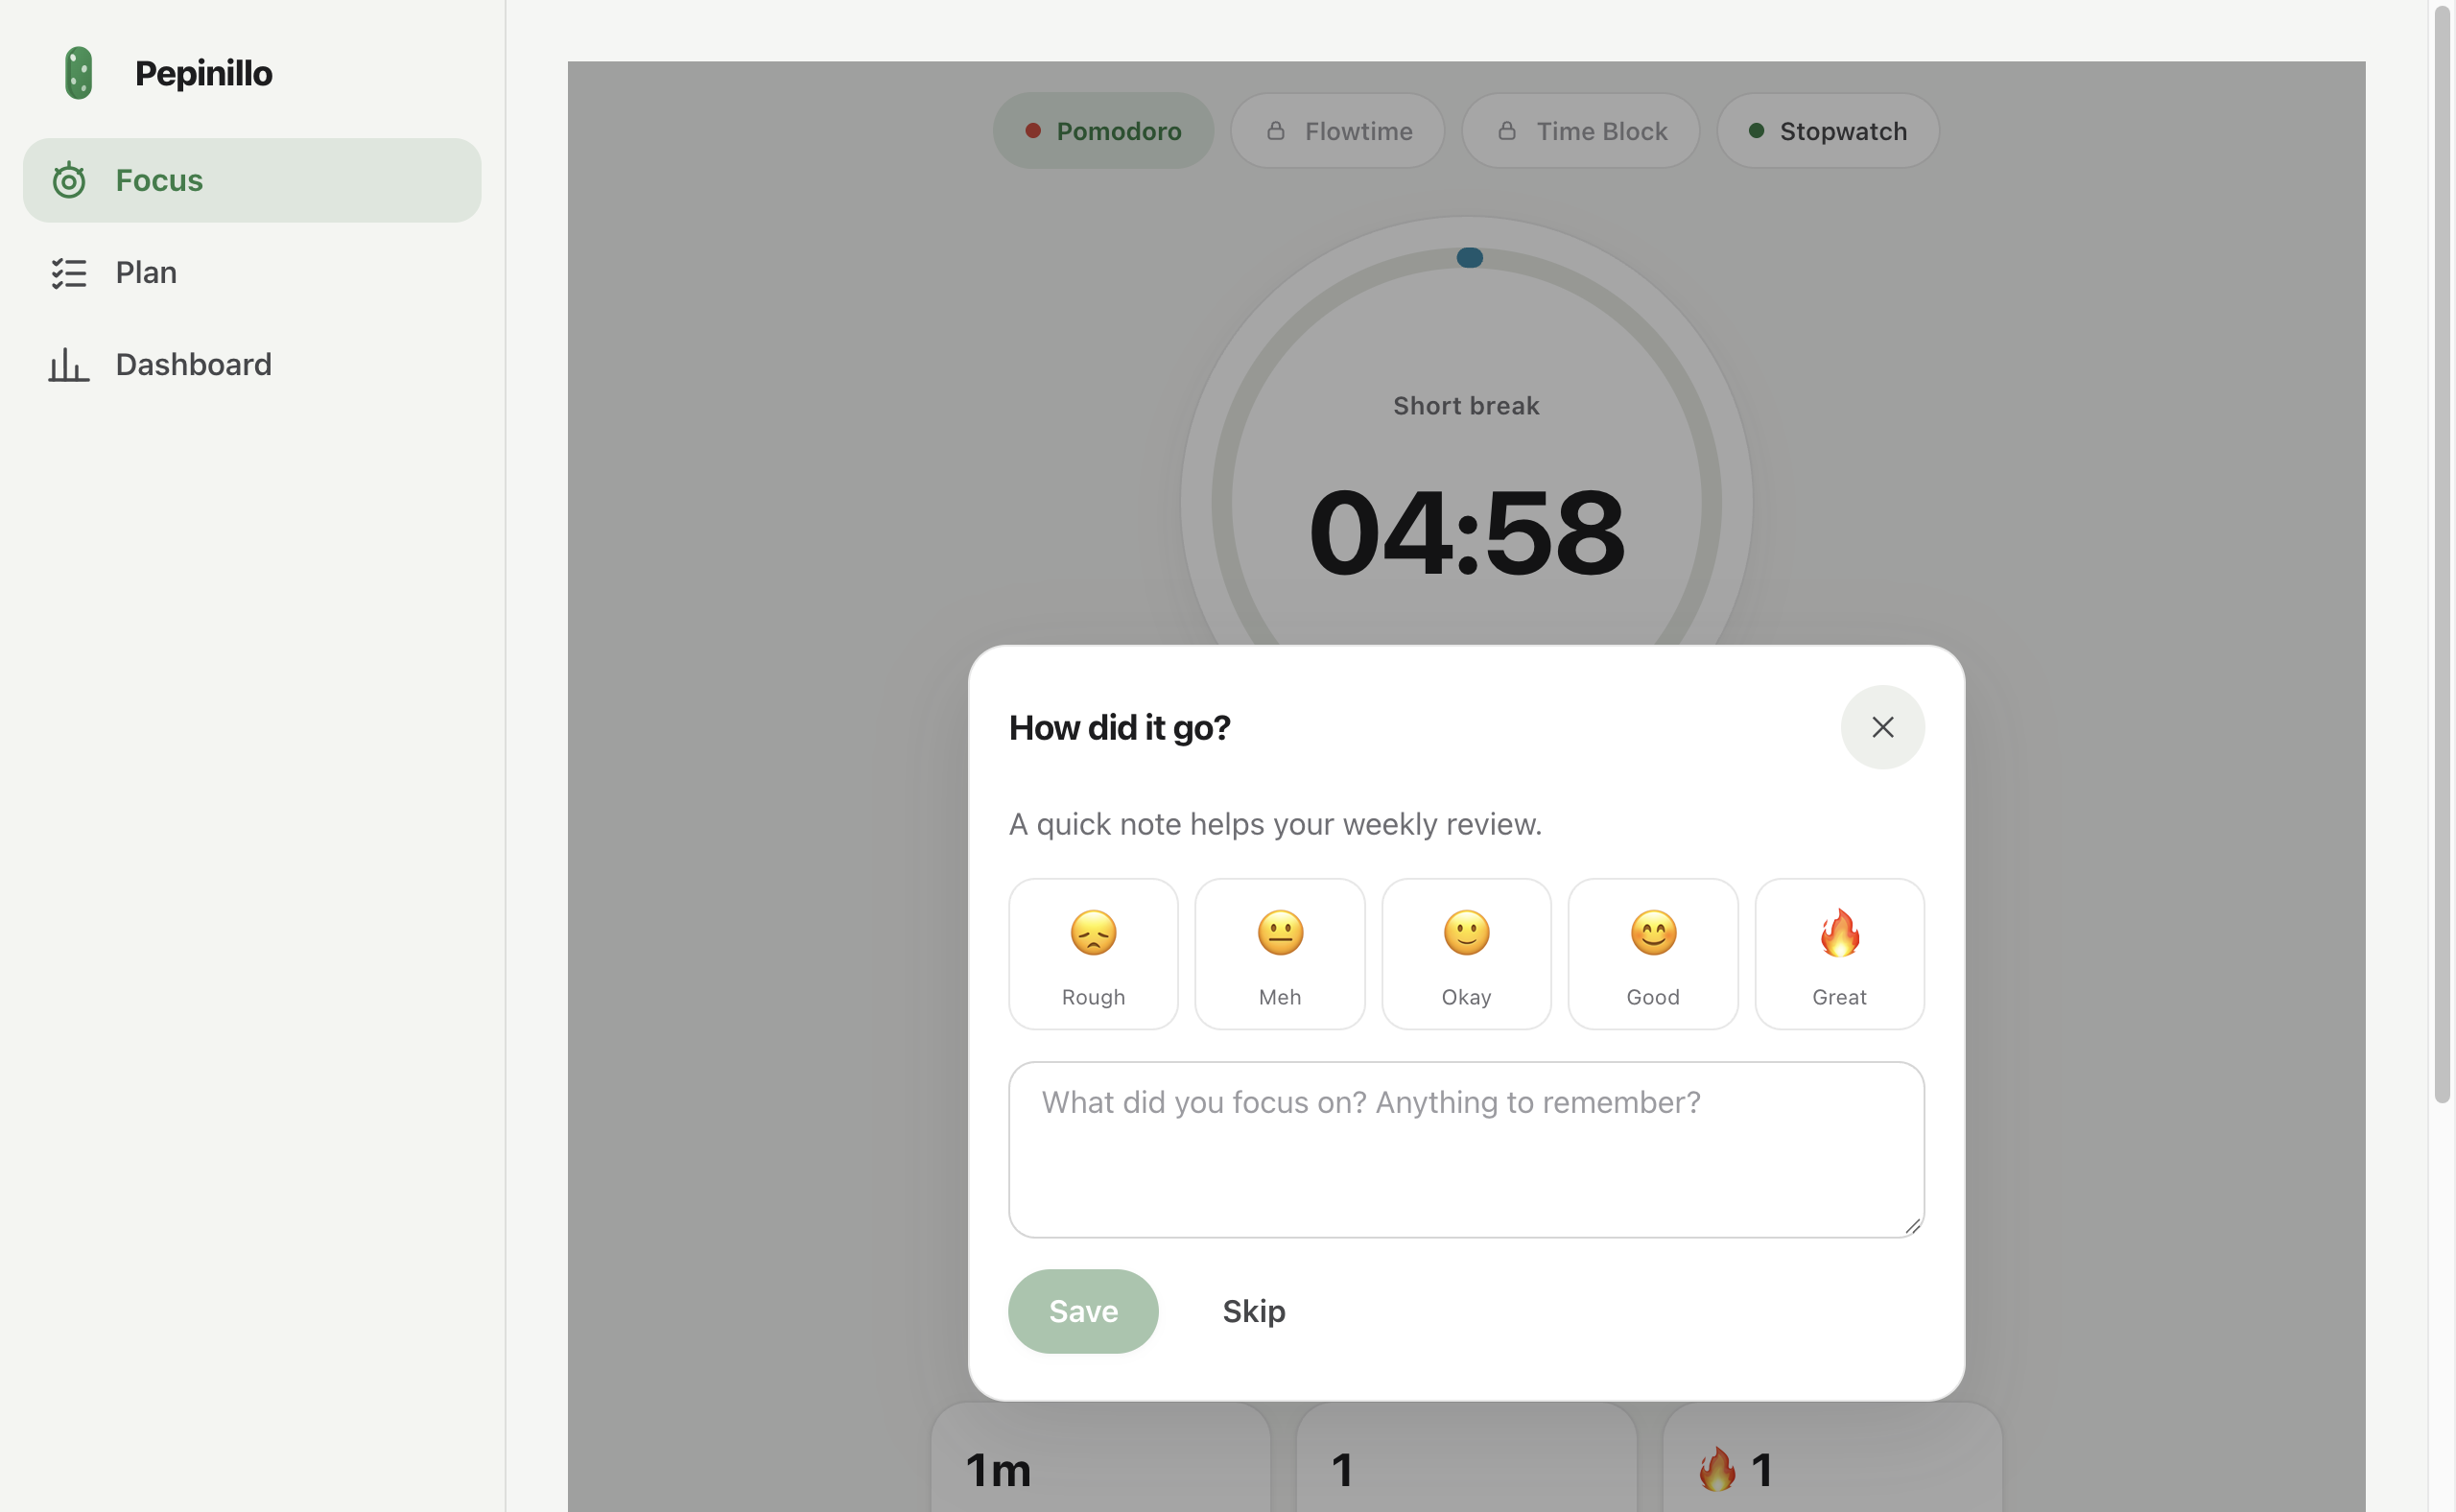 Pepinillo
Focus
Plan
Dashboard
Pomodoro
Flowtime
Time Block
Stopwatch
Short break
04:58
How did it go?
A quick note helps your weekly review.
Rough
Meh
Okay
Good
Great
What did you focus on? Anything to remember?
Save
Skip
1m
1
1